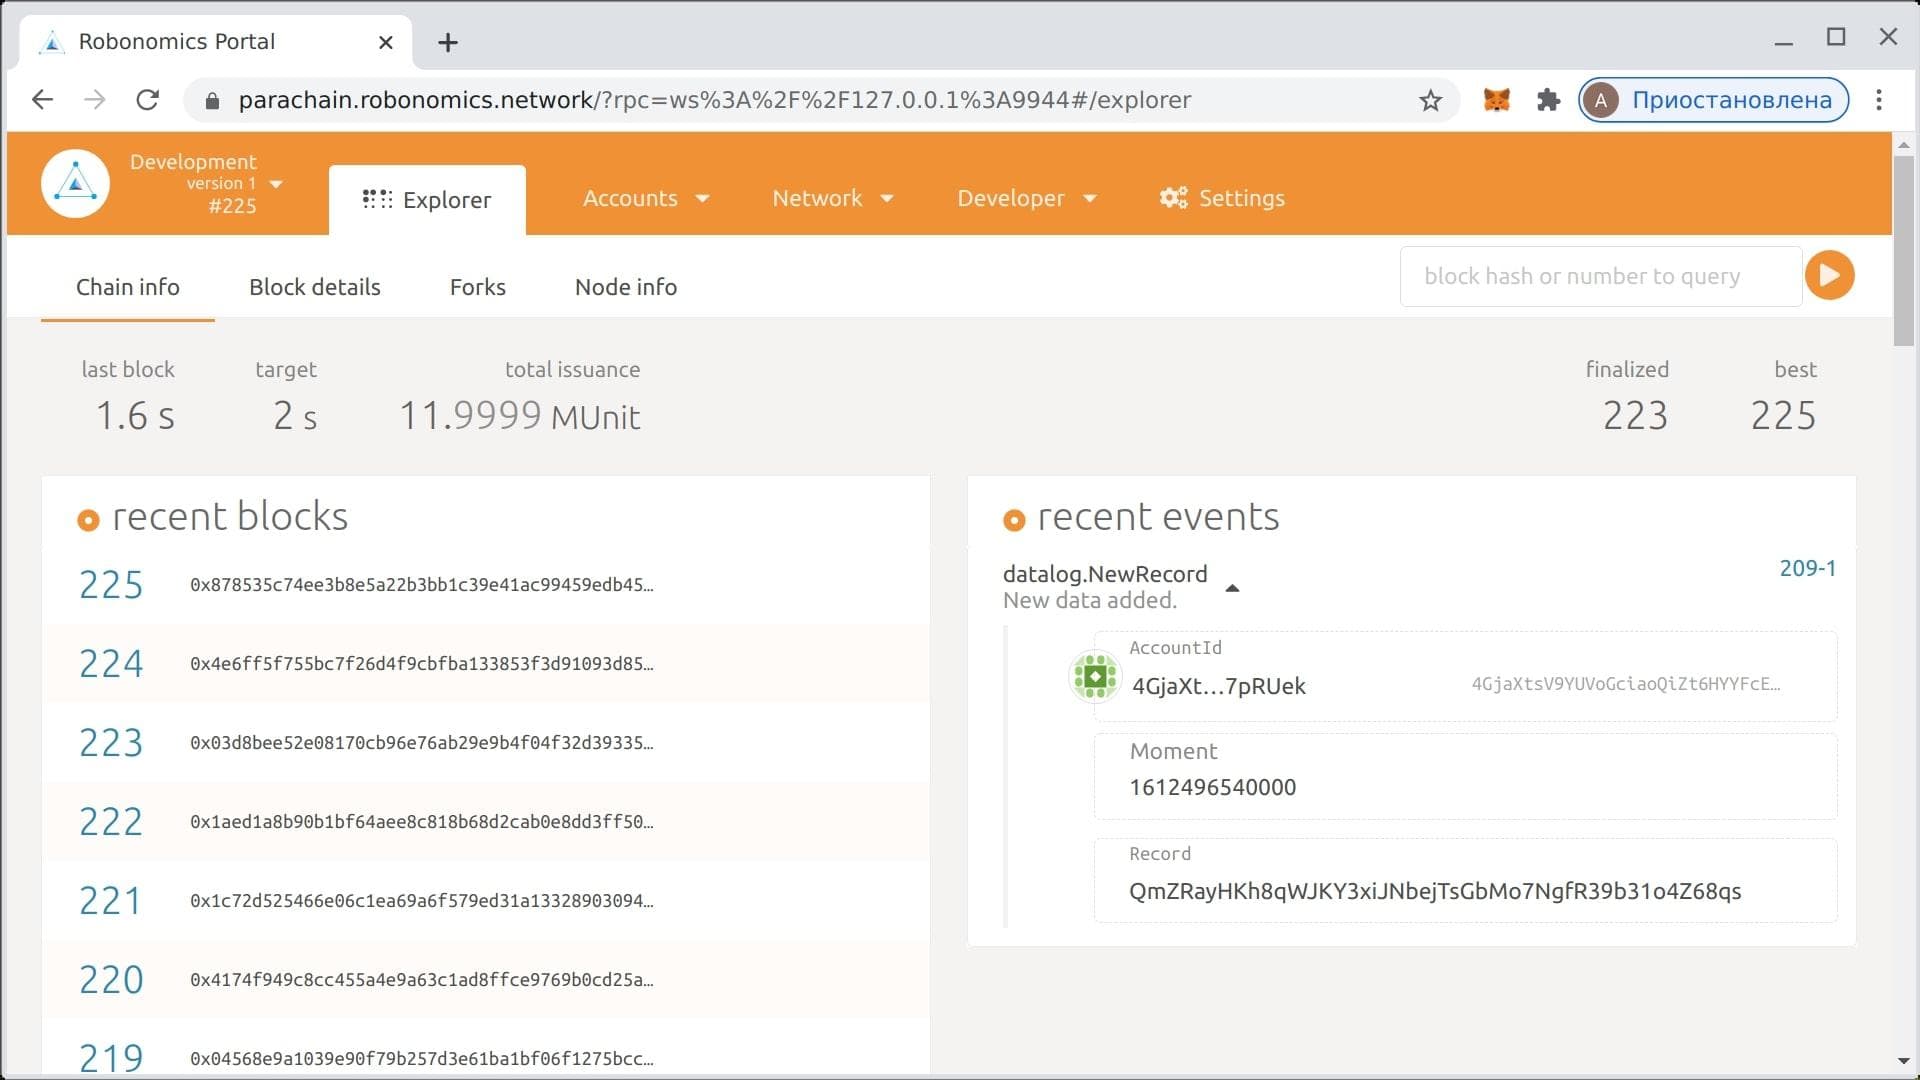 Robonomics Portal
parachain.robonomics.network/?rpc=ws%3A%2F%2F127.0.0.1%3A9944#/explorer
A Приостановлена
Development
version 1
#225
Explorer
Accounts
Network
Developer
Settings
Chain info
Block details
Forks
Node info
block hash or number to query
last block
1.6 s
target
2 s
total issuance
11.9999 MUnit
finalized
223
best
225
recent blocks
225 0x878535c74ee3b8e5a22b3bb1c39e41ac99459edb45…
224 0x4e6ff5f755bc7f26d4f9cbfba133853f3d91093d85…
223 0x03d8bee52e08170cb96e76ab29e9b4f04f32d39335…
222 0x1aed1a8b90b1bf64aee8c818b68d2cab0e8dd3ff50…
221 0x1c72d525466e06c1ea69a6f579ed31a13328903094…
220 0x4174f949c8cc455a4e9a63c1ad8ffce9769b0cd25a…
219 0x04568e9a1039e90f79b257d3e61ba1bf06f1275bcc…
recent events
datalog.NewRecord
209-1
New data added.
AccountId
4GjaXt…7pRUek 4GjaXtsV9YUVoGciaoQiZt6HYYFcE…
Moment
1612496540000
Record
QmZRayHKh8qWJKY3xiJNbejTsGbMo7NgfR39b31o4Z68qs